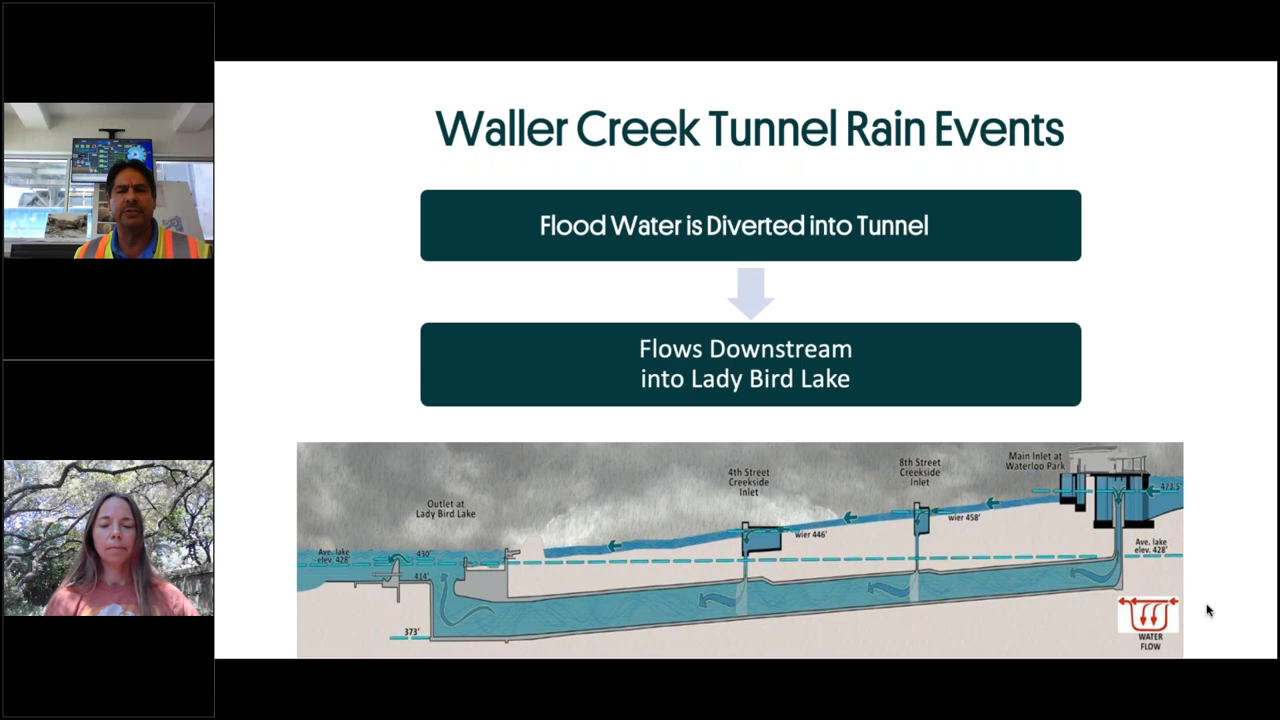 Waller Creek Tunnel Rain Events
Flood Water is Diverted into Tunnel
Flows Downstream
into Lady Bird Lake
Main Inlet at
Waterloo Park
8th Street
Creekside
Inlet
4th Street
Creekside
Inlet
Outlet at
Lady Bird Lake
473.5'
wier 458'
wier 446'
Ave. lake
elev. 428'
430'
414'
Ave. lake
elev. 428'
373'
WATER
FLOW